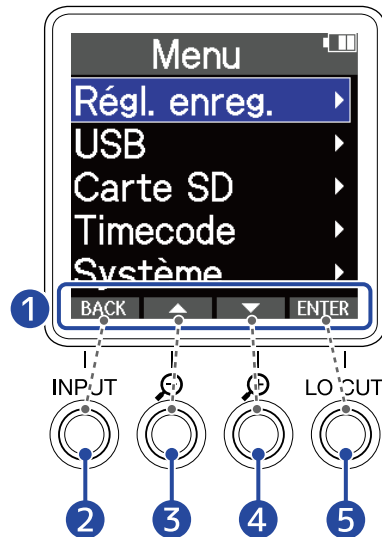 Menu
Régl. enreg.
USB
Carte SD
Timecode
Système
1 BACK ENTER
INPUT LO CUT
2 3 4 5